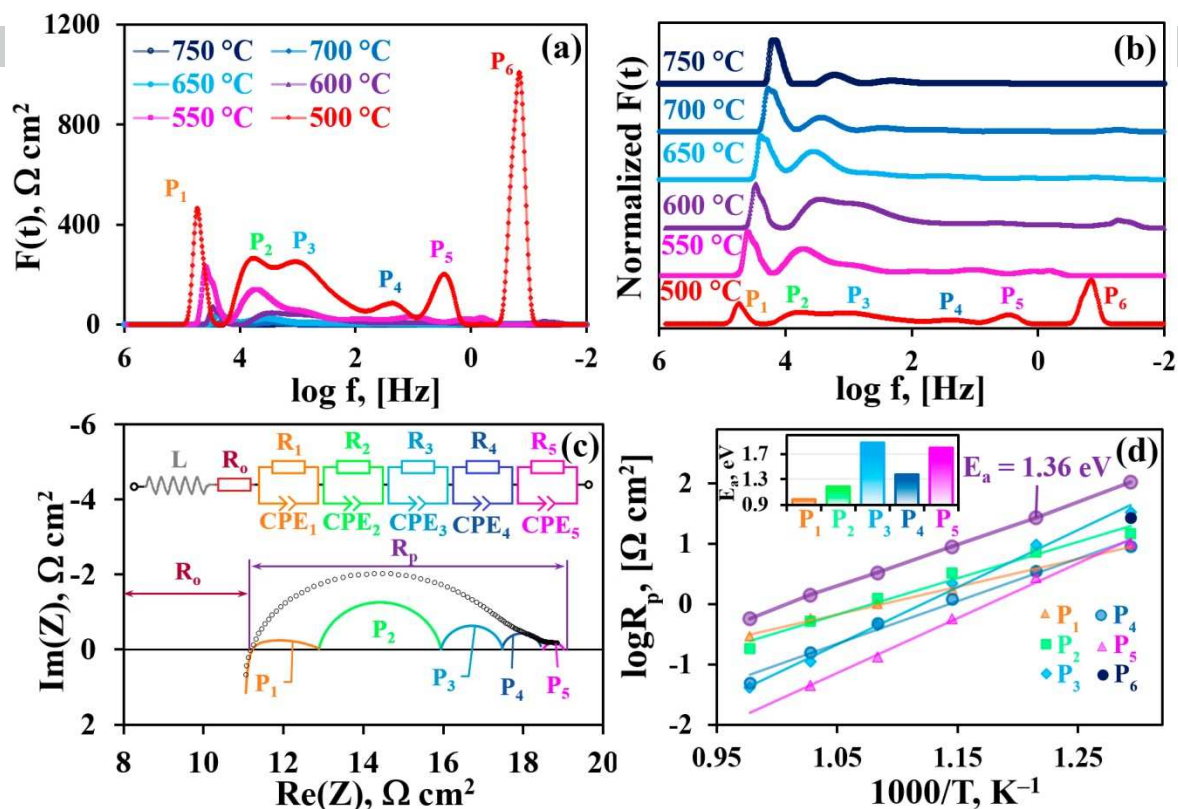 (a)
F(t), Ω cm²
1200
800
400
0
750 °C 700 °C
650 °C 600 °C
550 °C 500 °C
P₁
P₂
P₃
P₄
P₅
P₆
6 4 2 0 -2
log f, [Hz]
(b)
Normalized F(t)
750 °C
700 °C
650 °C
600 °C
550 °C
500 °C
P₁ P₂ P₃ P₄ P₅ P₆
6 4 2 0 -2
log f, [Hz]
(c)
Im(Z), Ω cm²
-6
-4
-2
0
2
L Rₒ R₁ R₂ R₃ R₄ R₅
CPE₁ CPE₂ CPE₃ CPE₄ CPE₅
Rₒ
Rₚ
P₁
P₂
P₃
P₄
P₅
8 10 12 14 16 18 20
Re(Z), Ω cm²
(d)
logRₚ, [Ω cm²]
2
1
0
-1
-2
Eₐ, eV
1.7
1.3
0.9
P₁ P₂ P₃ P₄ P₅
Eₐ = 1.36 eV
P₁ P₄
P₂ P₅
P₃ P₆
0.95 1.05 1.15 1.25
1000/T, K⁻¹